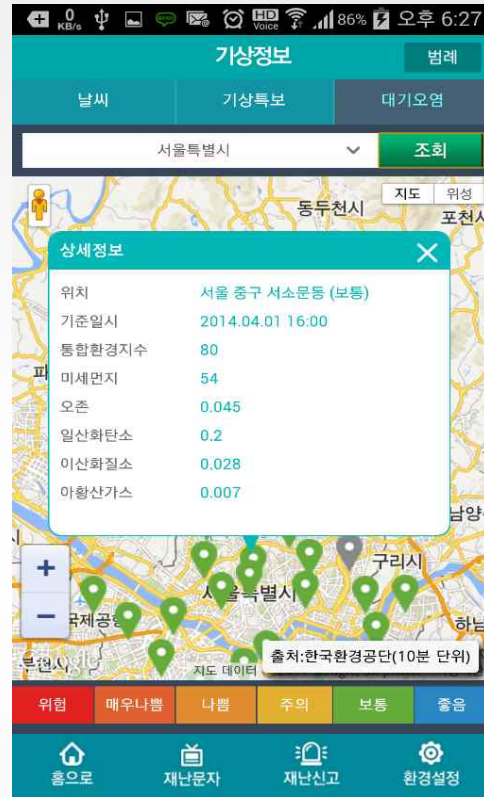 0 KB/s HD Voice 86% 오후 6:27
기상정보 범례
날씨 기상특보 대기오염
서울특별시 조회
지도 위성
동두천시
포천시
상세정보
위치 서울 중구 서소문동 (보통)
기준일시 2014.04.01 16:00
통합환경지수 80
미세먼지 54
오존 0.045
일산화탄소 0.2
이산화질소 0.028
아황산가스 0.007
파
남양
+
구리시
서울특별시
−
국제공항
하남
부천시
지도 데이터
출처:한국환경공단(10분 단위)
위험 매우나쁨 나쁨 주의 보통 좋음
홈으로 재난문자 재난신고 환경설정